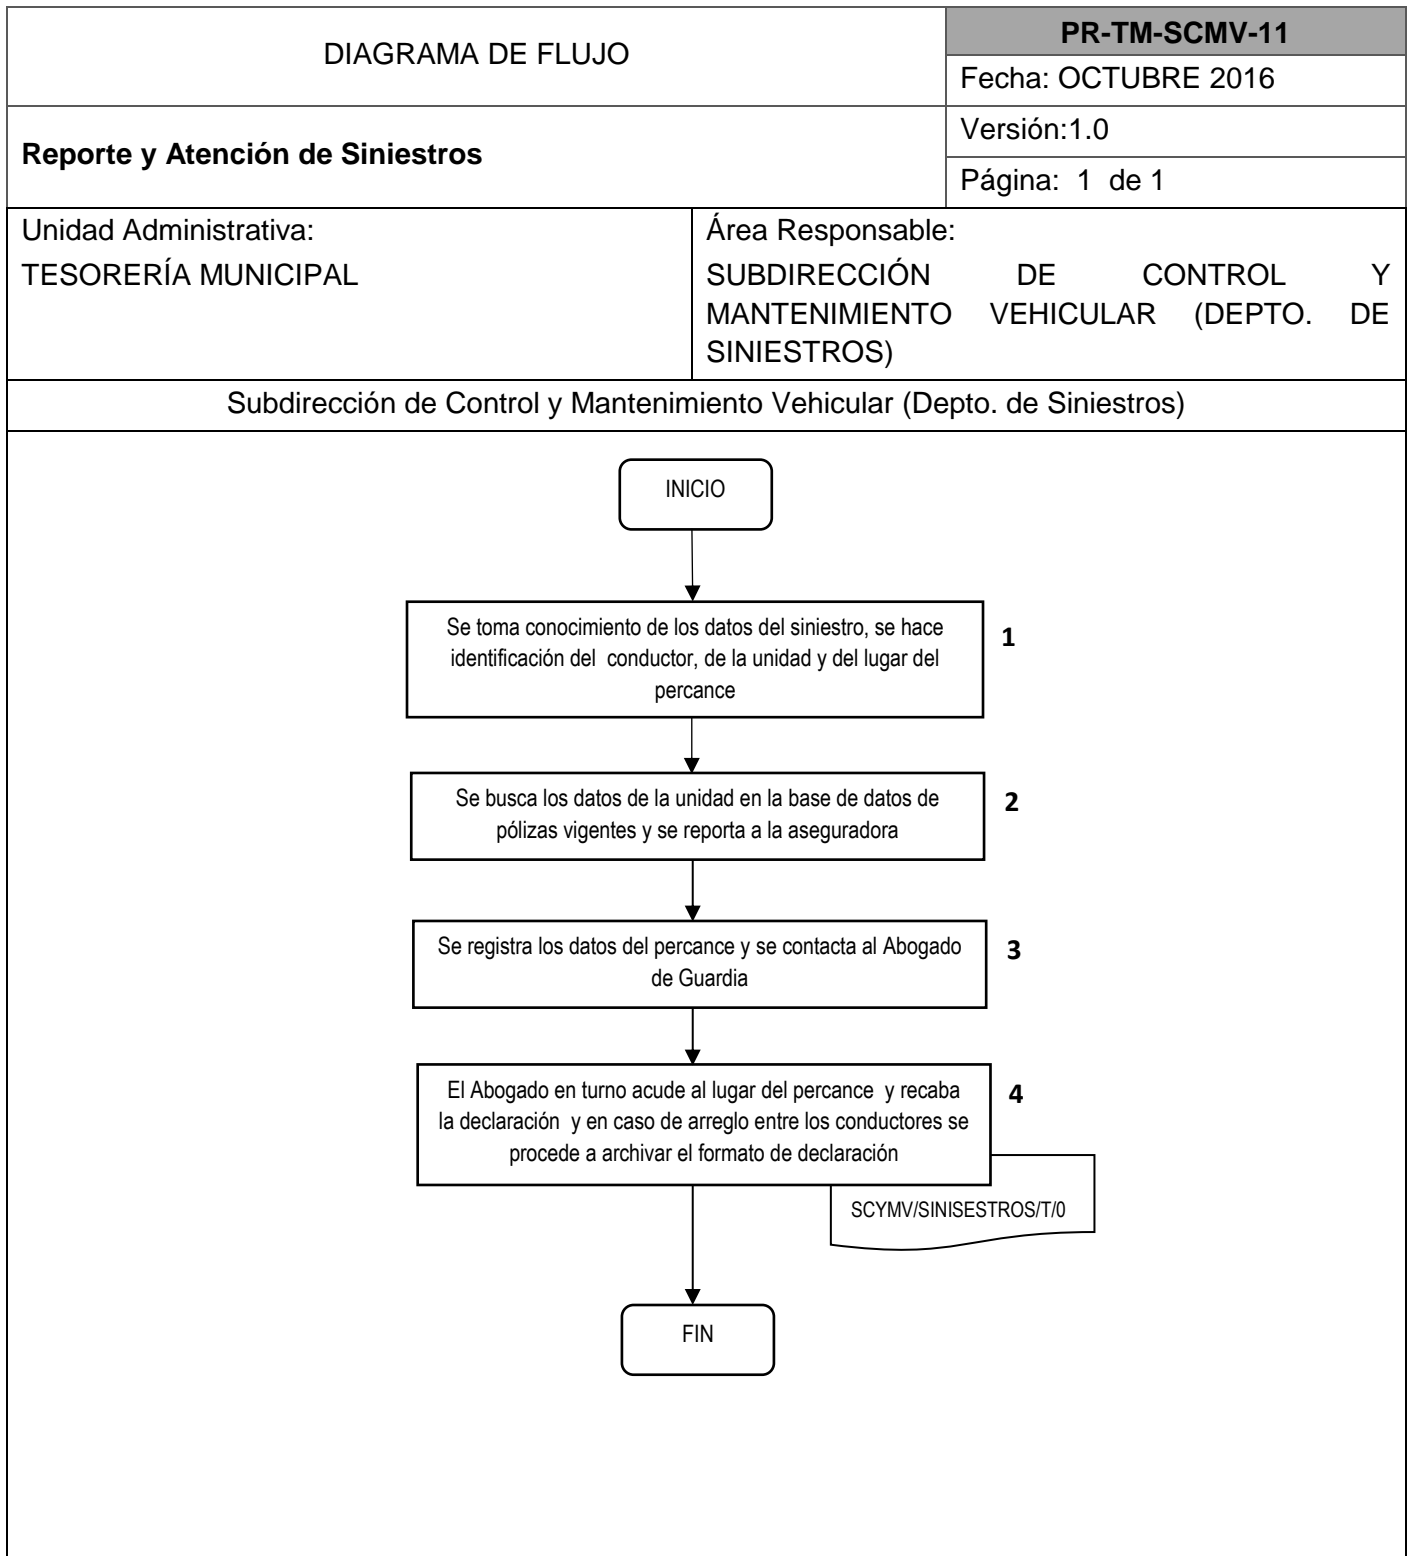 DIAGRAMA DE FLUJO
PR-TM-SCMV-11
Fecha: OCTUBRE 2016
Reporte y Atención de Siniestros
Versión:1.0
Página: 1 de 1
Unidad Administrativa:
TESORERÍA MUNICIPAL
Área Responsable:
SUBDIRECCIÓN DE CONTROL Y
MANTENIMIENTO VEHICULAR (DEPTO. DE
SINIESTROS)
Subdirección de Control y Mantenimiento Vehicular (Depto. de Siniestros)
INICIO
Se toma conocimiento de los datos del siniestro, se hace
identificación del conductor, de la unidad y del lugar del
percance
1
Se busca los datos de la unidad en la base de datos de
pólizas vigentes y se reporta a la aseguradora
2
Se registra los datos del percance y se contacta al Abogado
de Guardia
3
El Abogado en turno acude al lugar del percance y recaba
la declaración y en caso de arreglo entre los conductores se
procede a archivar el formato de declaración
4
SCYMV/SINISESTROS/T/0
FIN